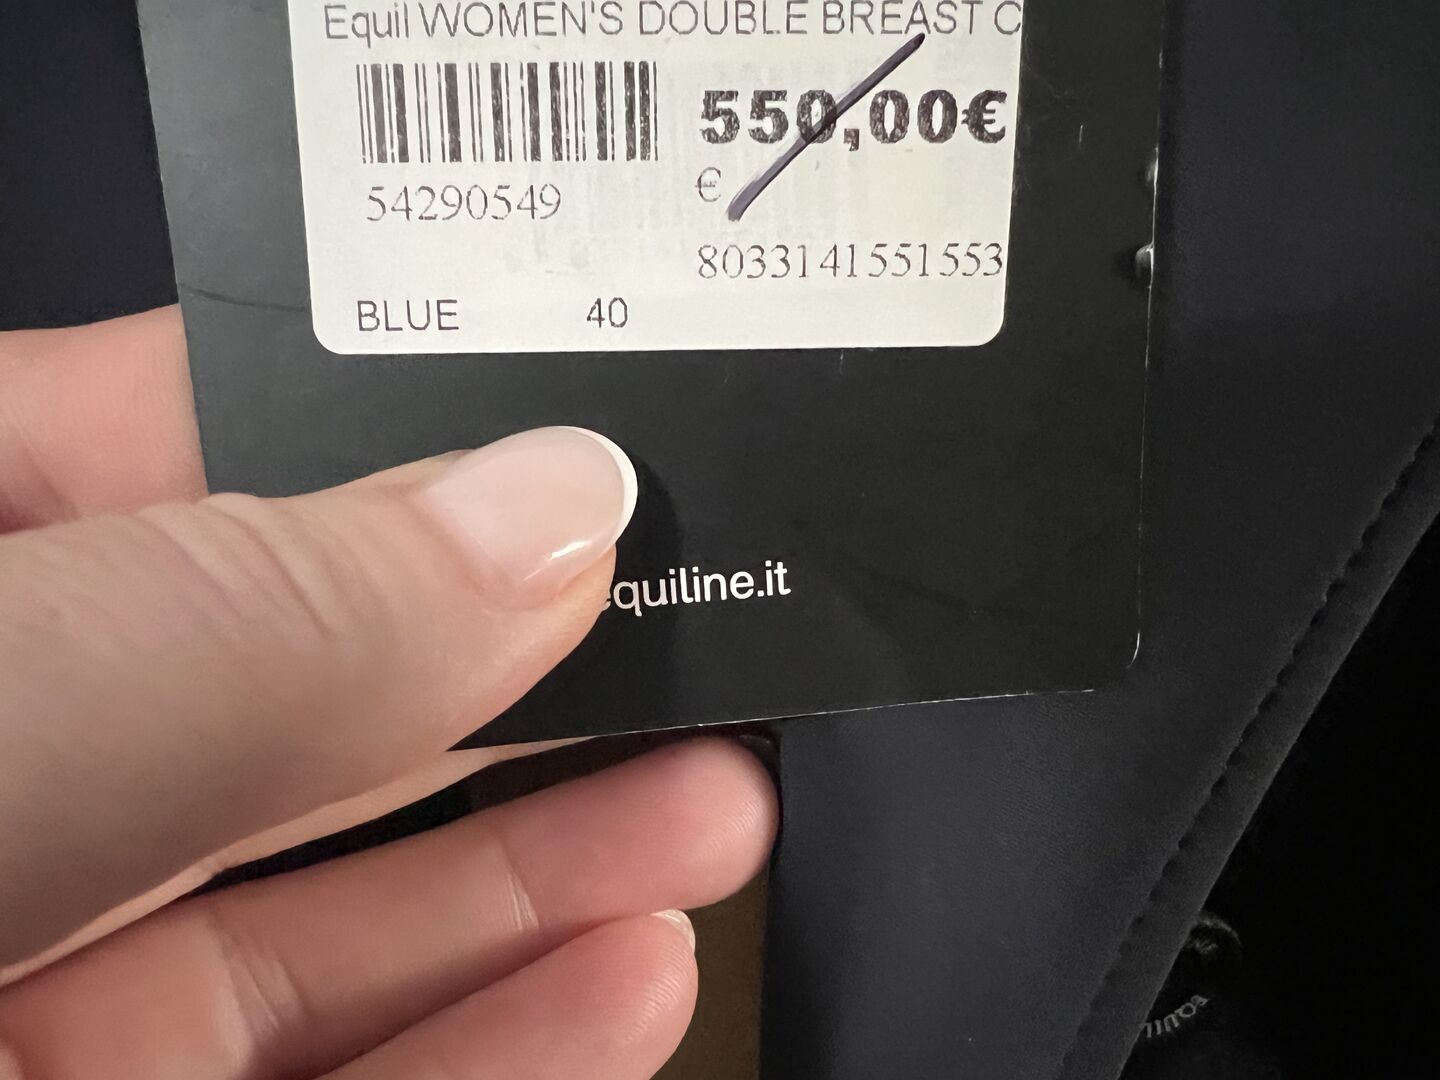 Equil WOMEN'S DOUBLE BREAST C
550,00€
54290549
€
8033141551553
BLUE 40
equiline.it